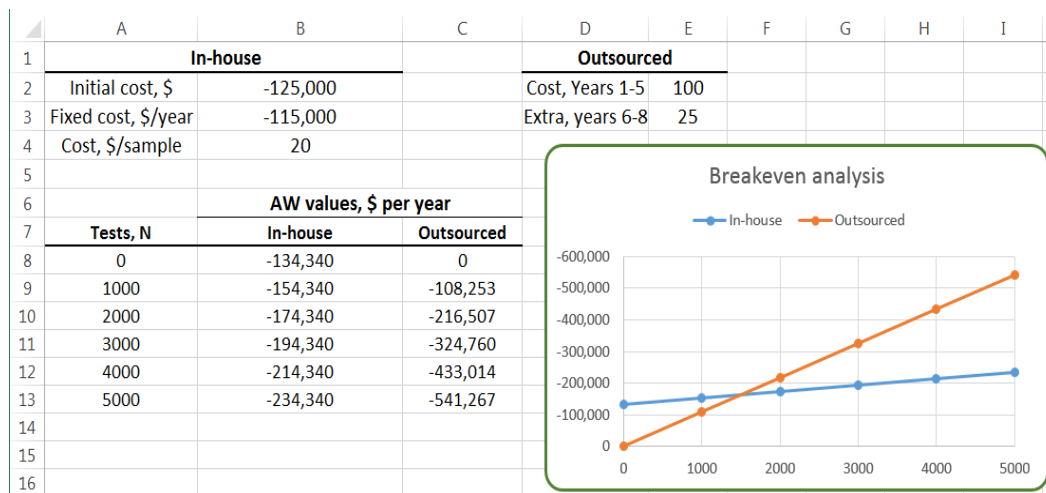 A B C D E F G H I
1 In-house Outsourced
2 Initial cost, $ -125,000 Cost, Years 1-5 100
3 Fixed cost, $/year -115,000 Extra, years 6-8 25
4 Cost, $/sample 20
5
6 AW values, $ per year
7 Tests, N In-house Outsourced
8 0 -134,340 0
9 1000 -154,340 -108,253
10 2000 -174,340 -216,507
11 3000 -194,340 -324,760
12 4000 -214,340 -433,014
13 5000 -234,340 -541,267
14
15
16
Breakeven analysis
In-house Outsourced
-600,000
-500,000
-400,000
-300,000
-200,000
-100,000
0
0 1000 2000 3000 4000 5000